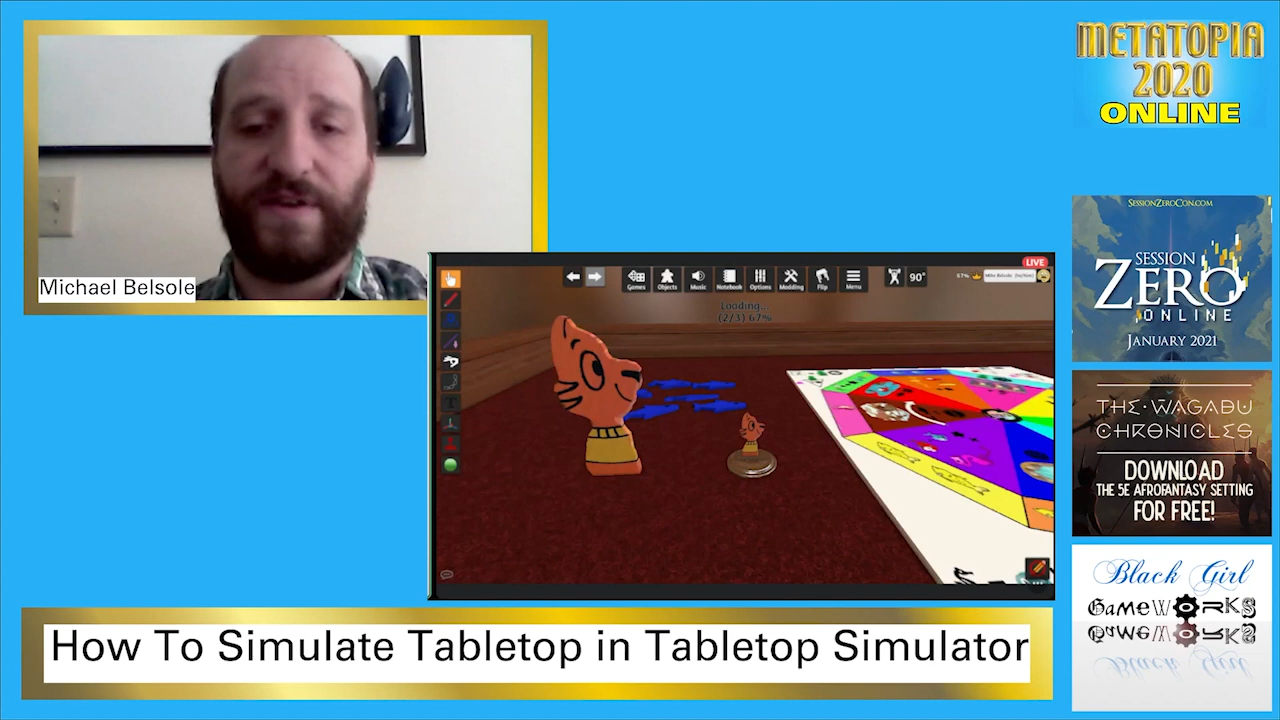 METATOPIA
2020
ONLINE
Michael Belsole
LIVE
Games
Objects
Music
Notebook
Options
Modding
Flip
Menu
90°
67%
Loading...
(2/3) 67%
SESSIONZEROCON.COM
SESSION
ZERO
ONLINE
JANUARY 2021
THE WAGADU
CHRONICLES
DOWNLOAD
THE 5E AFROFANTASY SETTING
FOR FREE!
Black Girl
GAMEWORKS
How To Simulate Tabletop in Tabletop Simulator